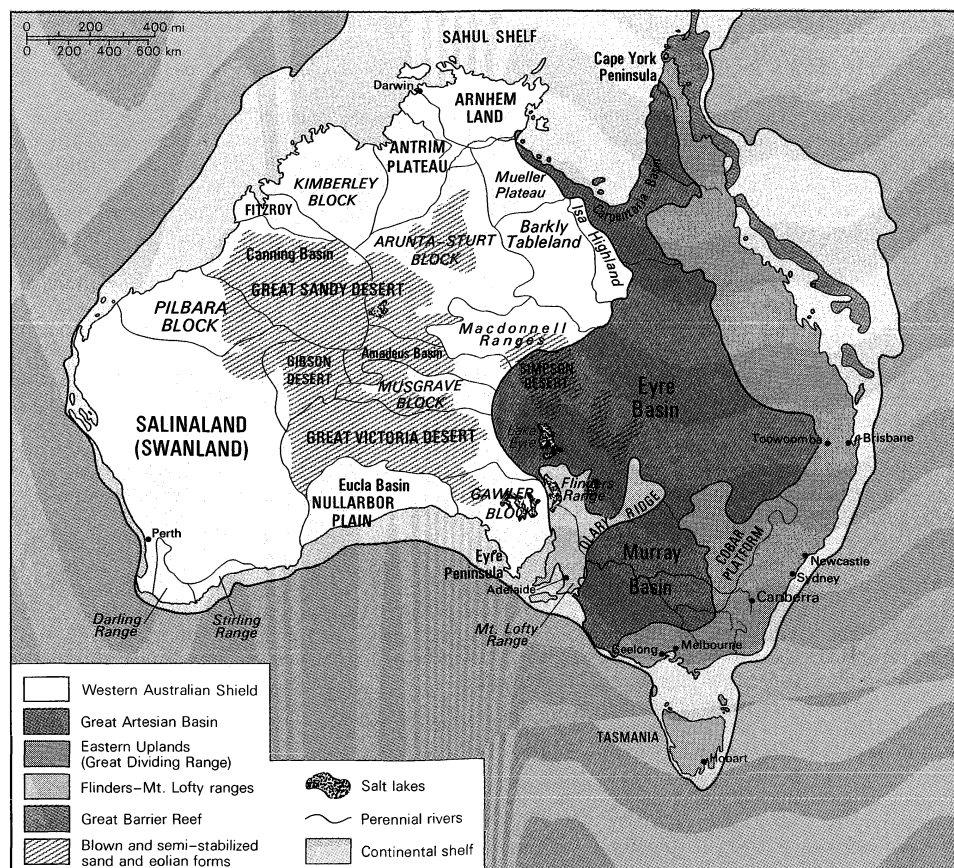 0 200 400 mi
0 200 400 600 km
SAHUL SHELF
Cape York
Peninsula
Darwin
ARNHEM
LAND
ANTRIM
PLATEAU
KIMBERLEY
BLOCK
Mueller
Plateau
Carpentaria Basin
FITZROY
Isa Highland
Barkly
Tableland
ARUNTA-STURT
BLOCK
Canning Basin
GREAT SANDY DESERT
PILBARA
BLOCK
Macdonnell
Ranges
Amadeus Basin
GIBSON
DESERT
SIMPSON
DESERT
MUSGRAVE
BLOCK
Eyre
Basin
SALINALAND
(SWANLAND)
GREAT VICTORIA DESERT
Lake
Eyre
Toowoomba
Brisbane
Eucla Basin
NULLARBOR
PLAIN
GAWLER
BLOCK
Flinders
Range
OLARY RIDGE
COBAR
PLATFORM
Perth
Murray
Basin
Eyre
Peninsula
Adelaide
Newcastle
Sydney
Canberra
Darling
Range
Stirling
Range
Mt. Lofty
Range
Geelong
Melbourne
TASMANIA
Hobart
Western Australian Shield
Great Artesian Basin
Eastern Uplands
(Great Dividing Range)
Flinders–Mt. Lofty ranges
Great Barrier Reef
Blown and semi-stabilized
sand and eolian forms
Salt lakes
Perennial rivers
Continental shelf